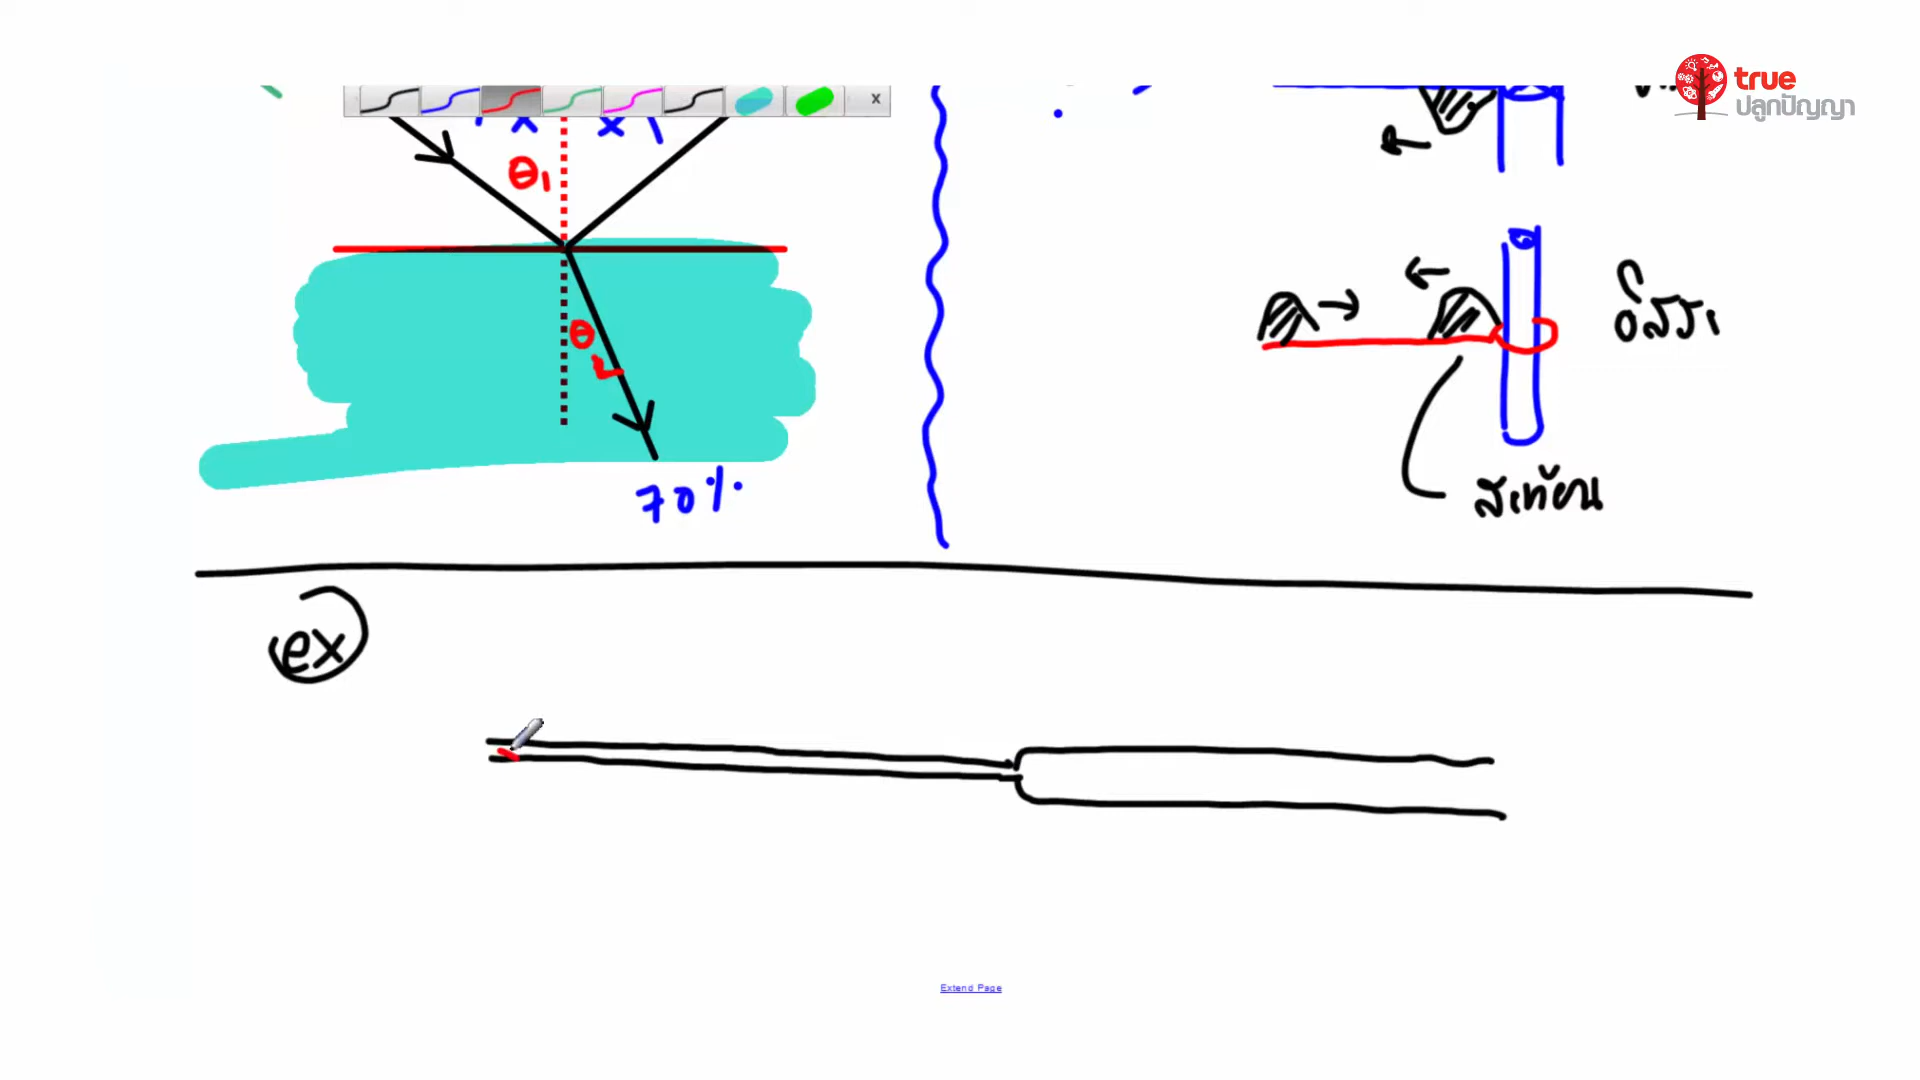 true
ปลูกปัญญา
x
x x
θ1
θ2
70%
อิสระ
สะท้อน
ex
Extend Page